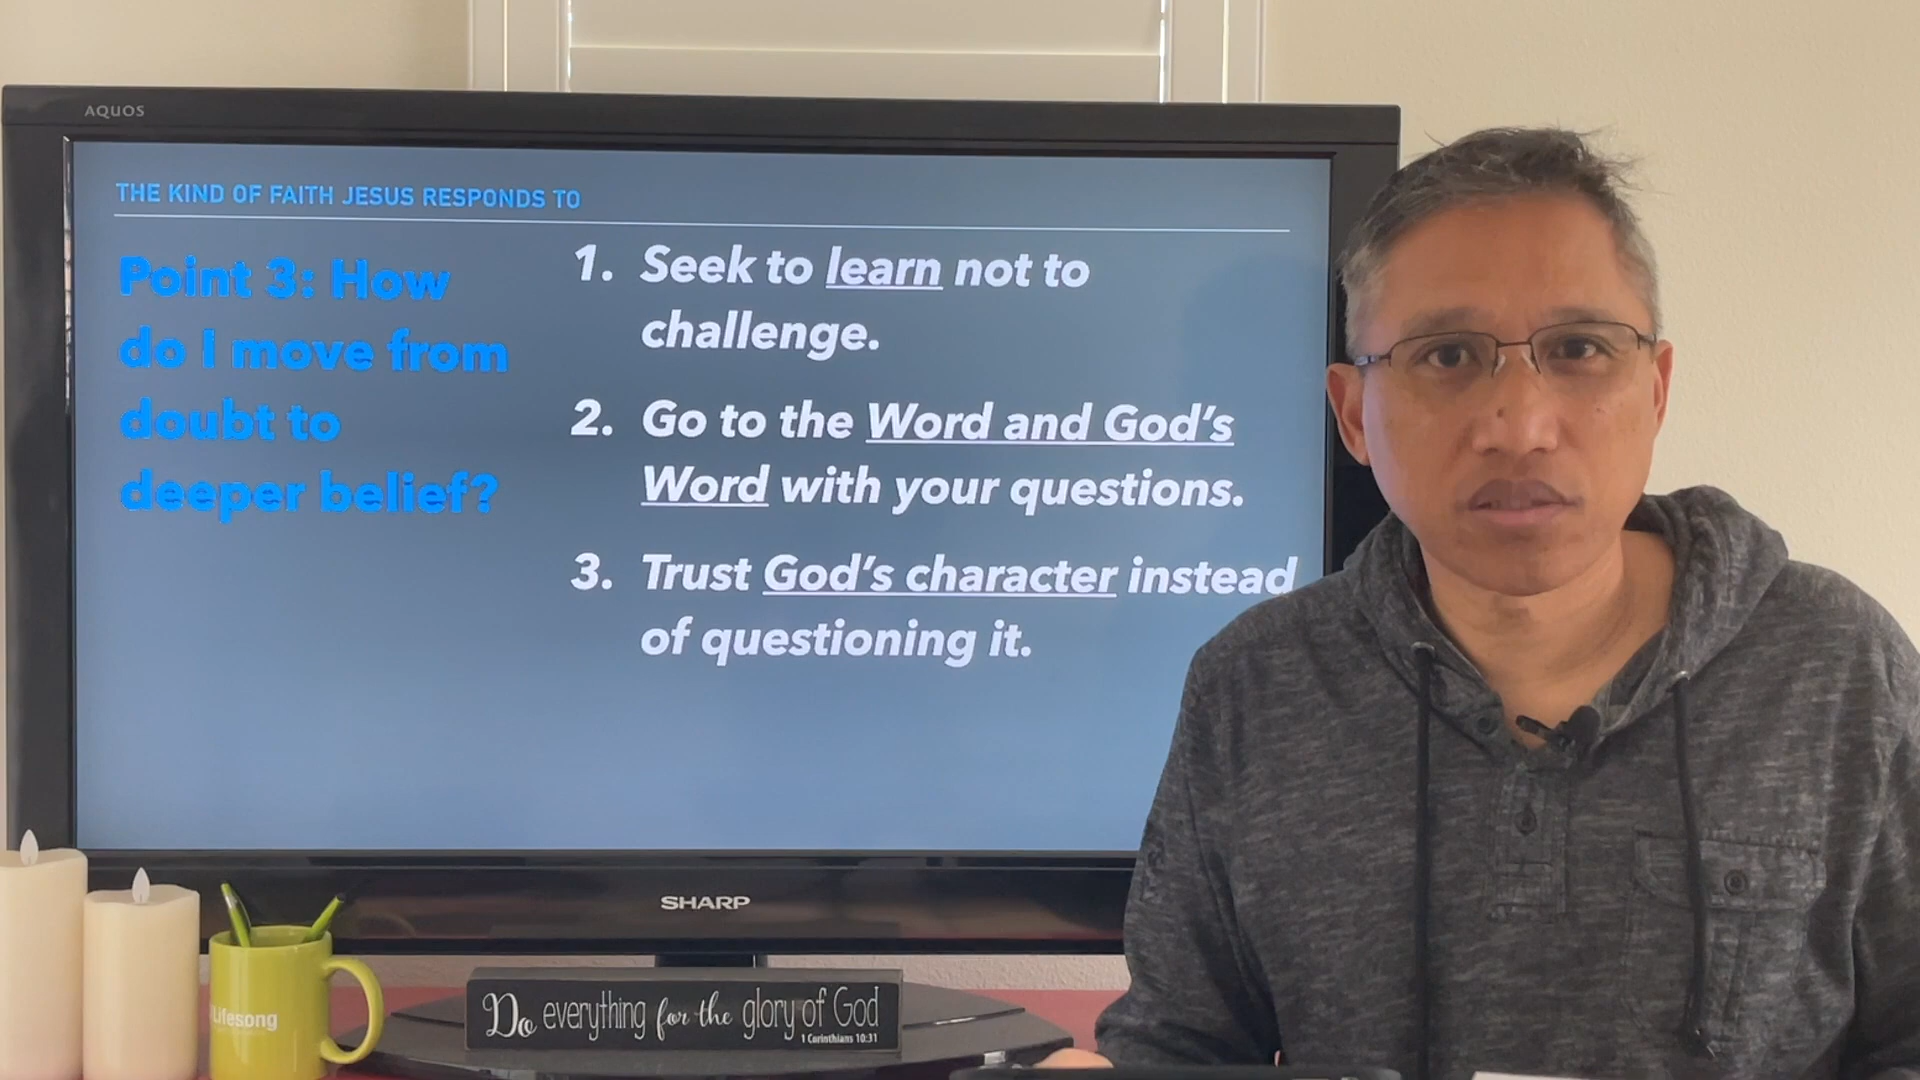 AQUOS
THE KIND OF FAITH JESUS RESPONDS TO
Point 3: How
do I move from
doubt to
deeper belief?
1. Seek to learn not to
challenge.
2. Go to the Word and God's
Word with your questions.
3. Trust God's character instead
of questioning it.
SHARP
Lifesong
Do everything for the glory of God
1 Corinthians 10:31